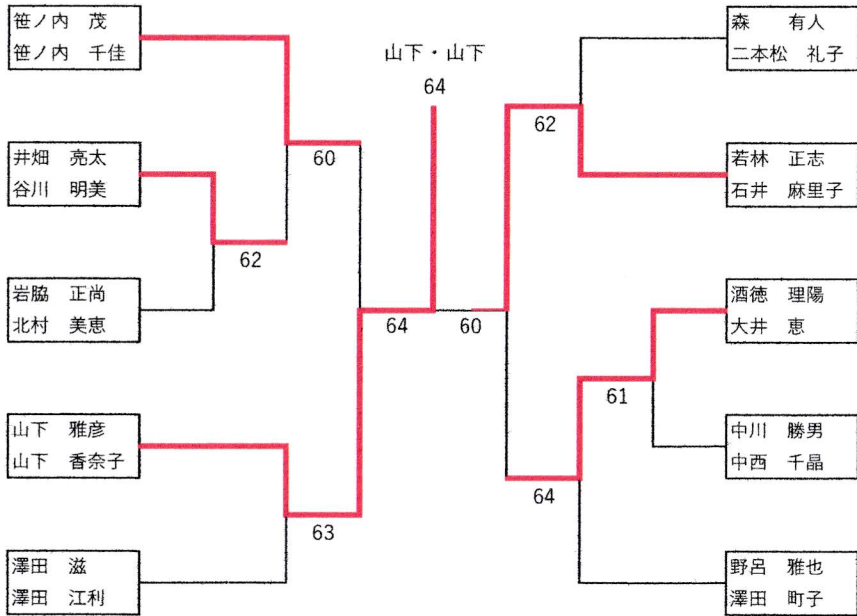 笹ノ内 茂
笹ノ内 千佳
井畑 亮太
谷川 明美
岩脇 正尚
北村 美恵
山下 雅彦
山下 香奈子
澤田 滋
澤田 江利
60
62
63
山下・山下
64
64
60
62
61
64
森 有人
二本松 礼子
若林 正志
石井 麻里子
酒徳 理陽
大井 恵
中川 勝男
中西 千晶
野呂 雅也
澤田 町子